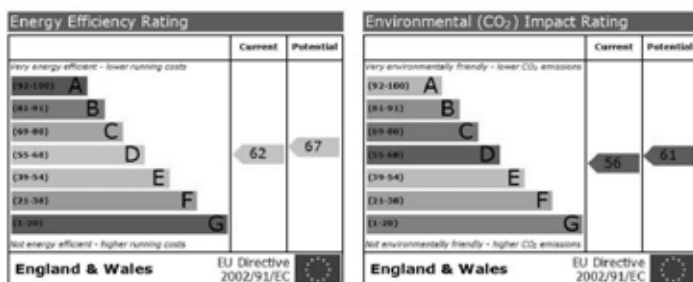 Energy Efficiency Rating
Current Potential
Very energy efficient - lower running costs
(92-100) A
(81-91) B
(69-80) C
(55-68) D
(39-54) E
(21-38) F
(1-20) G
62
67
Not energy efficient - higher running costs
England & Wales
EU Directive
2002/91/EC
Environmental (CO₂) Impact Rating
Current Potential
Very environmentally friendly - lower CO₂ emissions
(92-100) A
(81-91) B
(69-80) C
(55-68) D
(39-54) E
(21-38) F
(1-20) G
56
61
Not environmentally friendly - higher CO₂ emissions
England & Wales
EU Directive
2002/91/EC